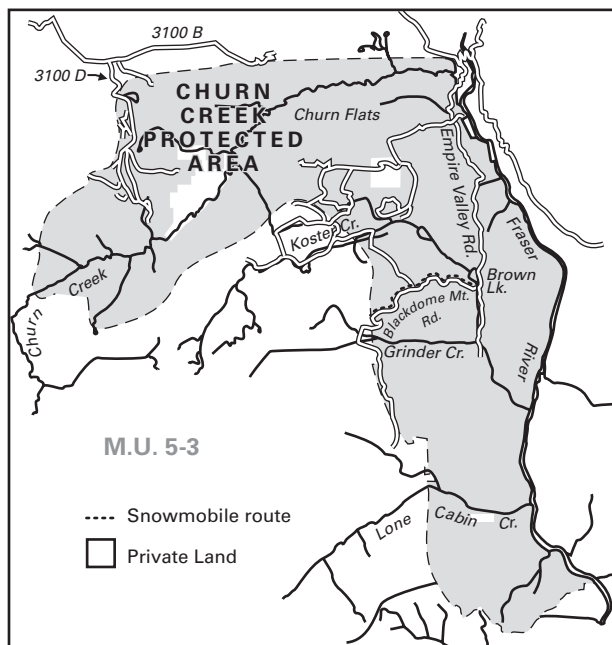 3100 B
3100 D
CHURN
CREEK
PROTECTED
AREA
Churn Flats
Empire Valley Rd.
Fraser
River
Koster Cr.
Brown
Lk.
Blackdome Mt.
Rd.
Grinder Cr.
Churn
Creek
M.U. 5-3
Snowmobile route
Private Land
Lone
Cabin
Cr.